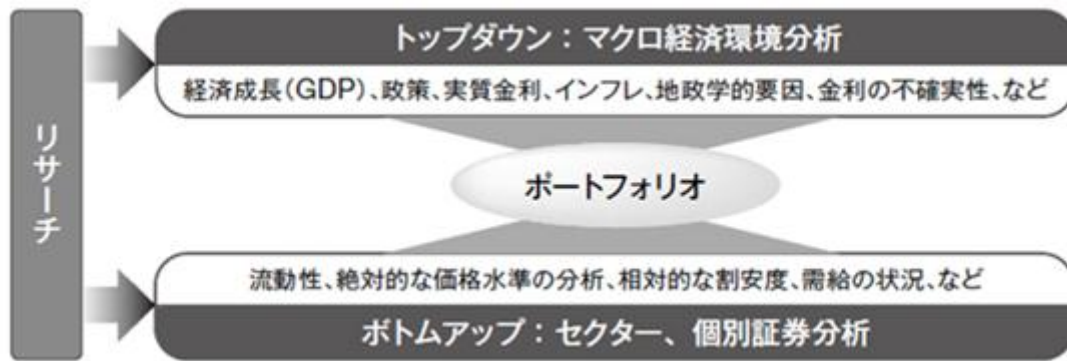 リサーチ
トップダウン：マクロ経済環境分析
経済成長(GDP)、政策、実質金利、インフレ、地政学的要因、金利の不確実性、など
ポートフォリオ
流動性、絶対的な価格水準の分析、相対的な割安度、需給の状況、など
ボトムアップ：セクター、個別証券分析